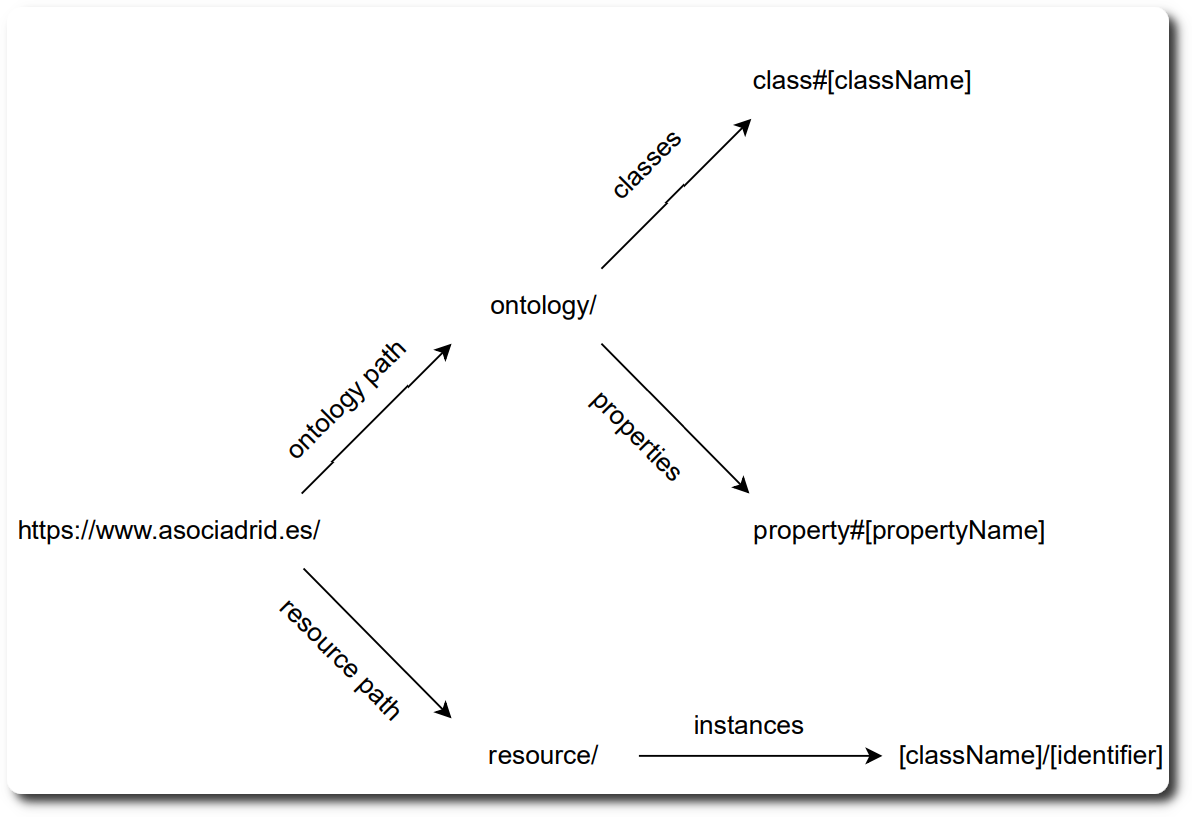 class#[className]
classes
ontology/
ontology path
properties
https://www.asociadrid.es/
property#[propertyName]
resource path
instances
resource/
[className]/[identifier]